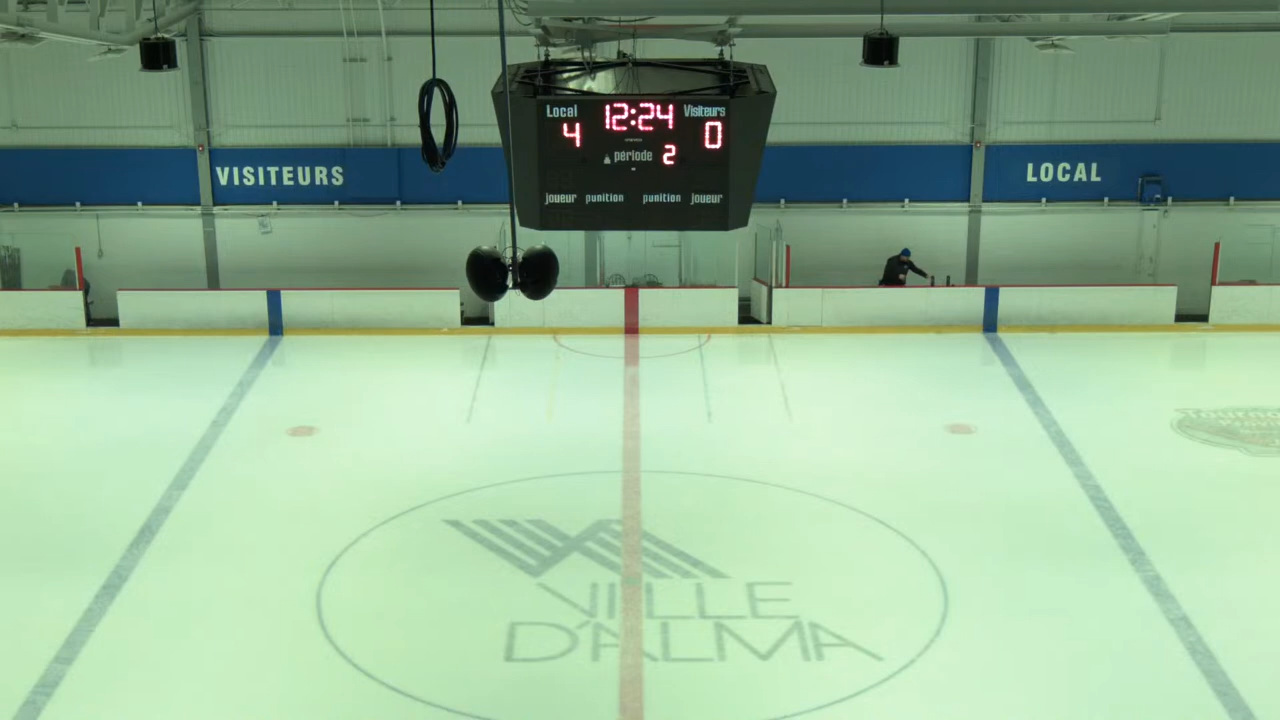 Local 12:24 Visiteurs
4 0
période 2
joueur punition punition joueur
VISITEURS
LOCAL
VILLE
D'ALMA